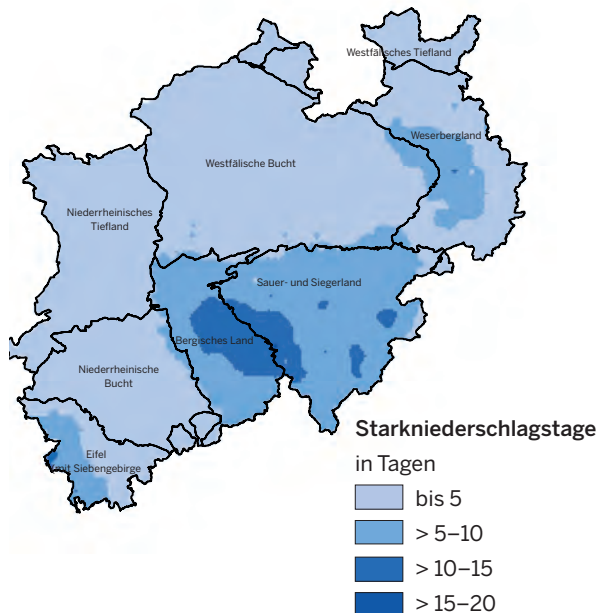 Westfälisches Tiefland
Weserbergland
Westfälische Bucht
Niederrheinisches
Tiefland
Sauer- und Siegerland
Bergisches Land
Niederrheinische
Bucht
Eifel
(mit Siebengebirge)
Starkniederschlagstage
in Tagen
bis 5
> 5–10
> 10–15
> 15–20